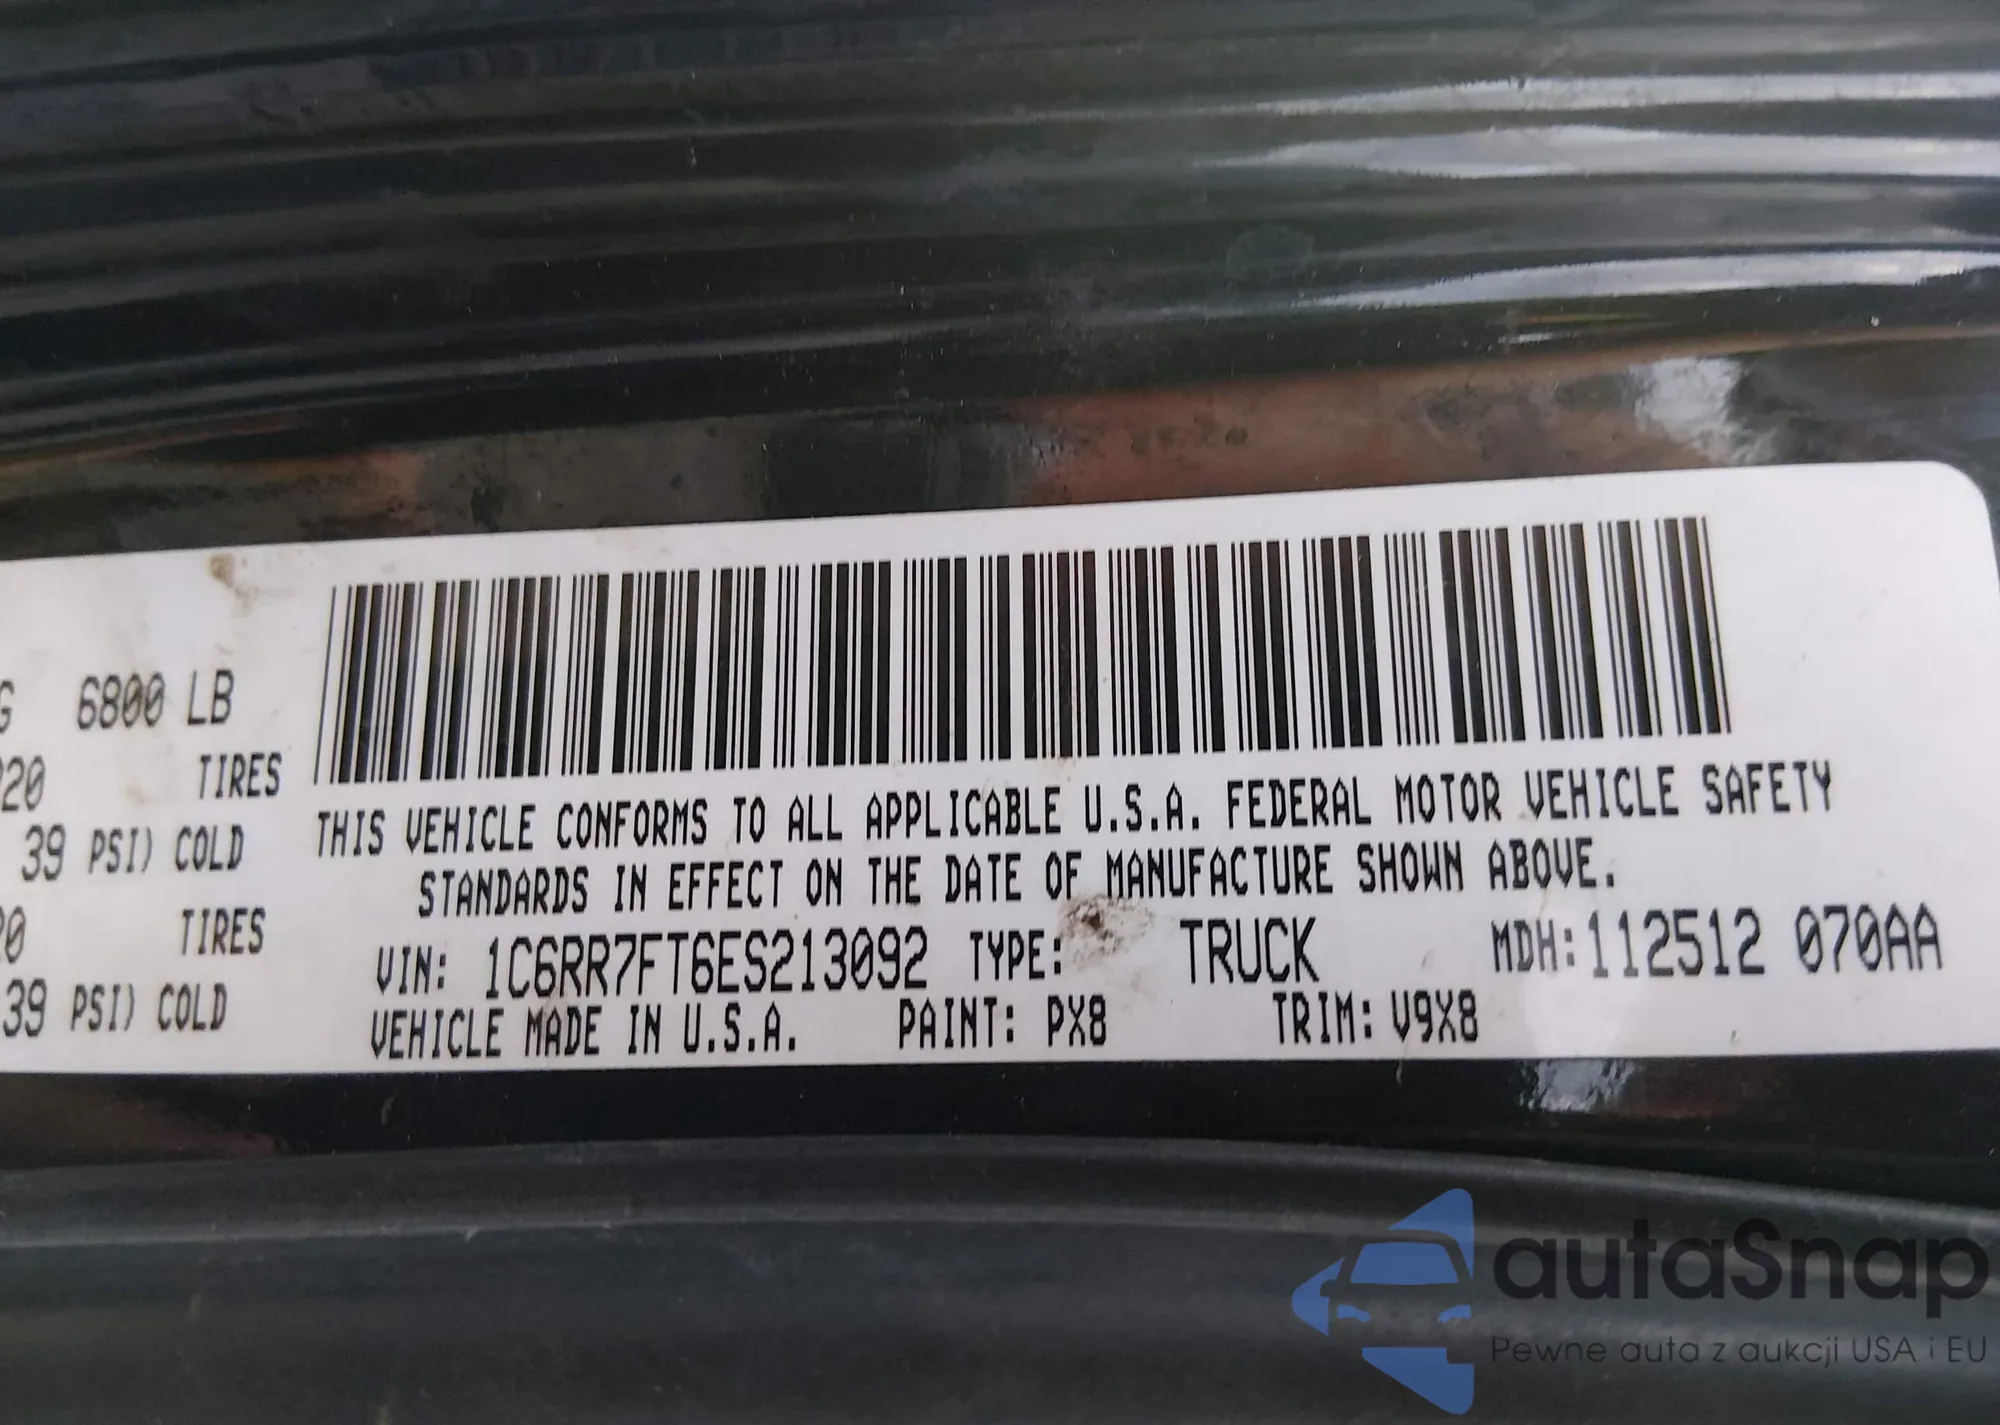 6800 LB
20 TIRES
39 PSI) COLD
THIS VEHICLE CONFORMS TO ALL APPLICABLE U.S.A. FEDERAL MOTOR VEHICLE SAFETY
STANDARDS IN EFFECT ON THE DATE OF MANUFACTURE SHOWN ABOVE.
TIRES
VIN: 1C6RR7FT6ES213092 TYPE: TRUCK MDH:112512 070AA
39 PSI) COLD
VEHICLE MADE IN U.S.A. PAINT: PX8 TRIM: V9X8
autaSnap
Pewne auta z aukcji USA i EU